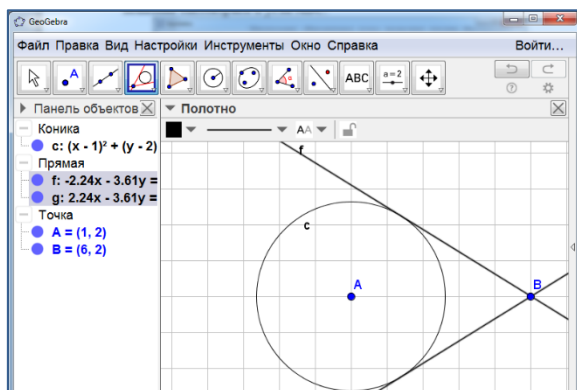 GeoGebra
Файл Правка Вид Настройки Инструменты Окно Справка Войти...
A ABC a = 2
Панель объектов Полотно
AA
Коника
c: (x - 1)² + (y - 2)
Прямая
f: -2.24x - 3.61y =
g: 2.24x - 3.61y =
Точка
A = (1, 2)
B = (6, 2)
f
c
A
B